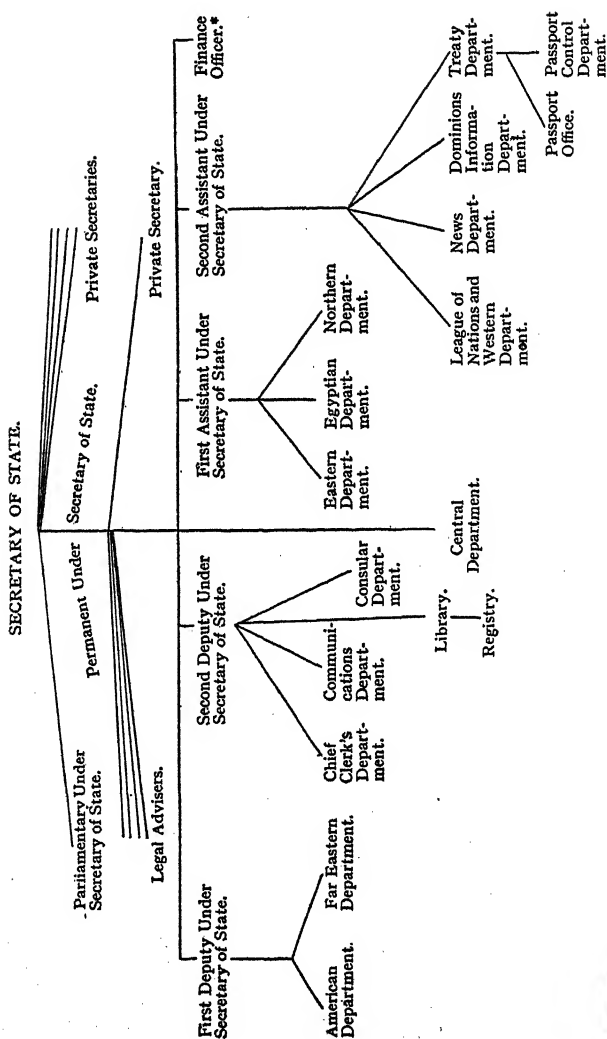 SECRETARY OF STATE.
- Parliamentary Under
Secretary of State.
Permanent Under
Secretary of State.
Private Secretaries.
Legal Advisers.
Private Secretary.
First Deputy Under
Secretary of State.
Second Deputy Under
Secretary of State.
First Assistant Under
Secretary of State.
Second Assistant Under
Secretary of State.
Finance
Officer.*
American
Department.
Far Eastern
Department.
Chief
Clerk's
Depart-
ment.
Communi-
cations
Depart-
ment.
Consular
Depart-
ment.
Library.
Registry.
Central
Department.
Eastern
Depart-
ment.
Egyptian
Depart-
ment.
Northern
Depart-
ment.
League of
Nations and
Western
Depart-
ment.
News
Depart-
ment.
Dominions
Informa-
tion
Depart-
ment.
Treaty
Depart-
ment.
Passport
Office.
Passport
Control
Depart-
ment.